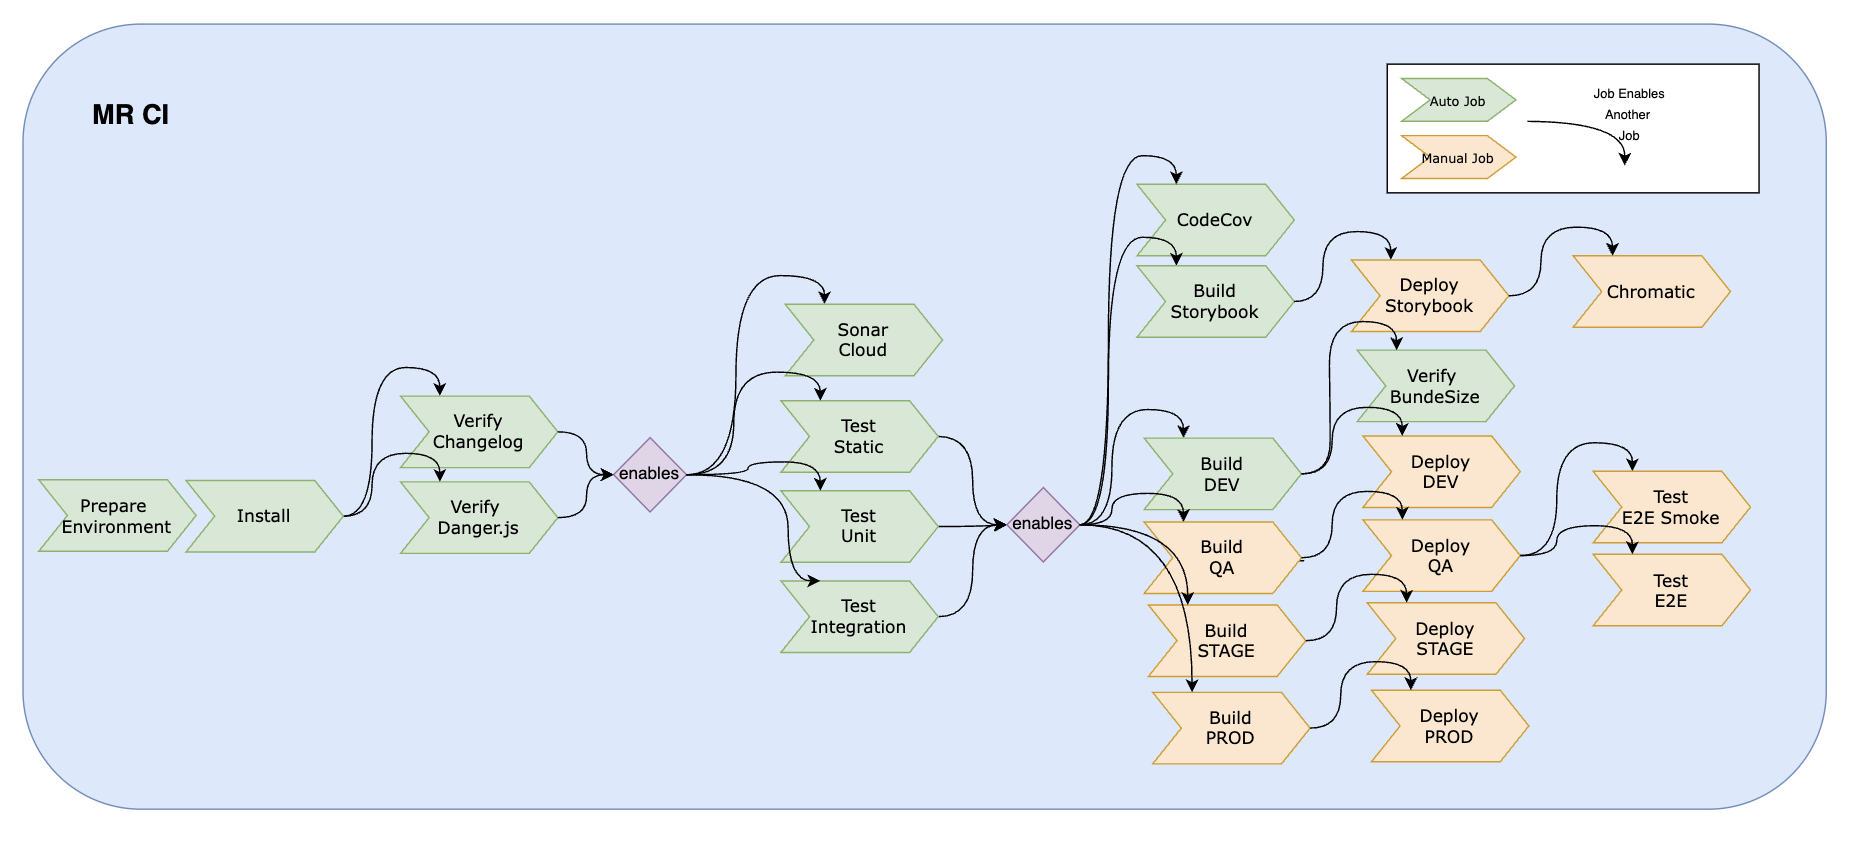 MR CI
Auto Job
Manual Job
Job Enables
Another
Job
Prepare
Environment
Install
Verify
Changelog
Verify
Danger.js
enables
Sonar
Cloud
Test
Static
Test
Unit
Test
Integration
enables
CodeCov
Build
Storybook
Deploy
Storybook
Chromatic
Verify
BundeSize
Build
DEV
Deploy
DEV
Build
QA
Deploy
QA
Test
E2E Smoke
Test
E2E
Build
STAGE
Deploy
STAGE
Build
PROD
Deploy
PROD